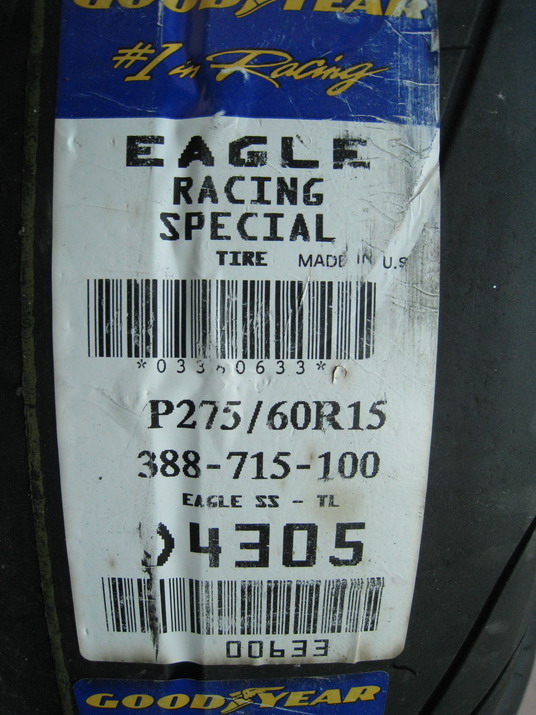 GOODYEAR
#1 in Racing
EAGLE
RACING
SPECIAL
TIRE MADE IN U.S
P275/60R15
388-715-100
EAGLE SS - TL
D4305
00633
GOODYEAR